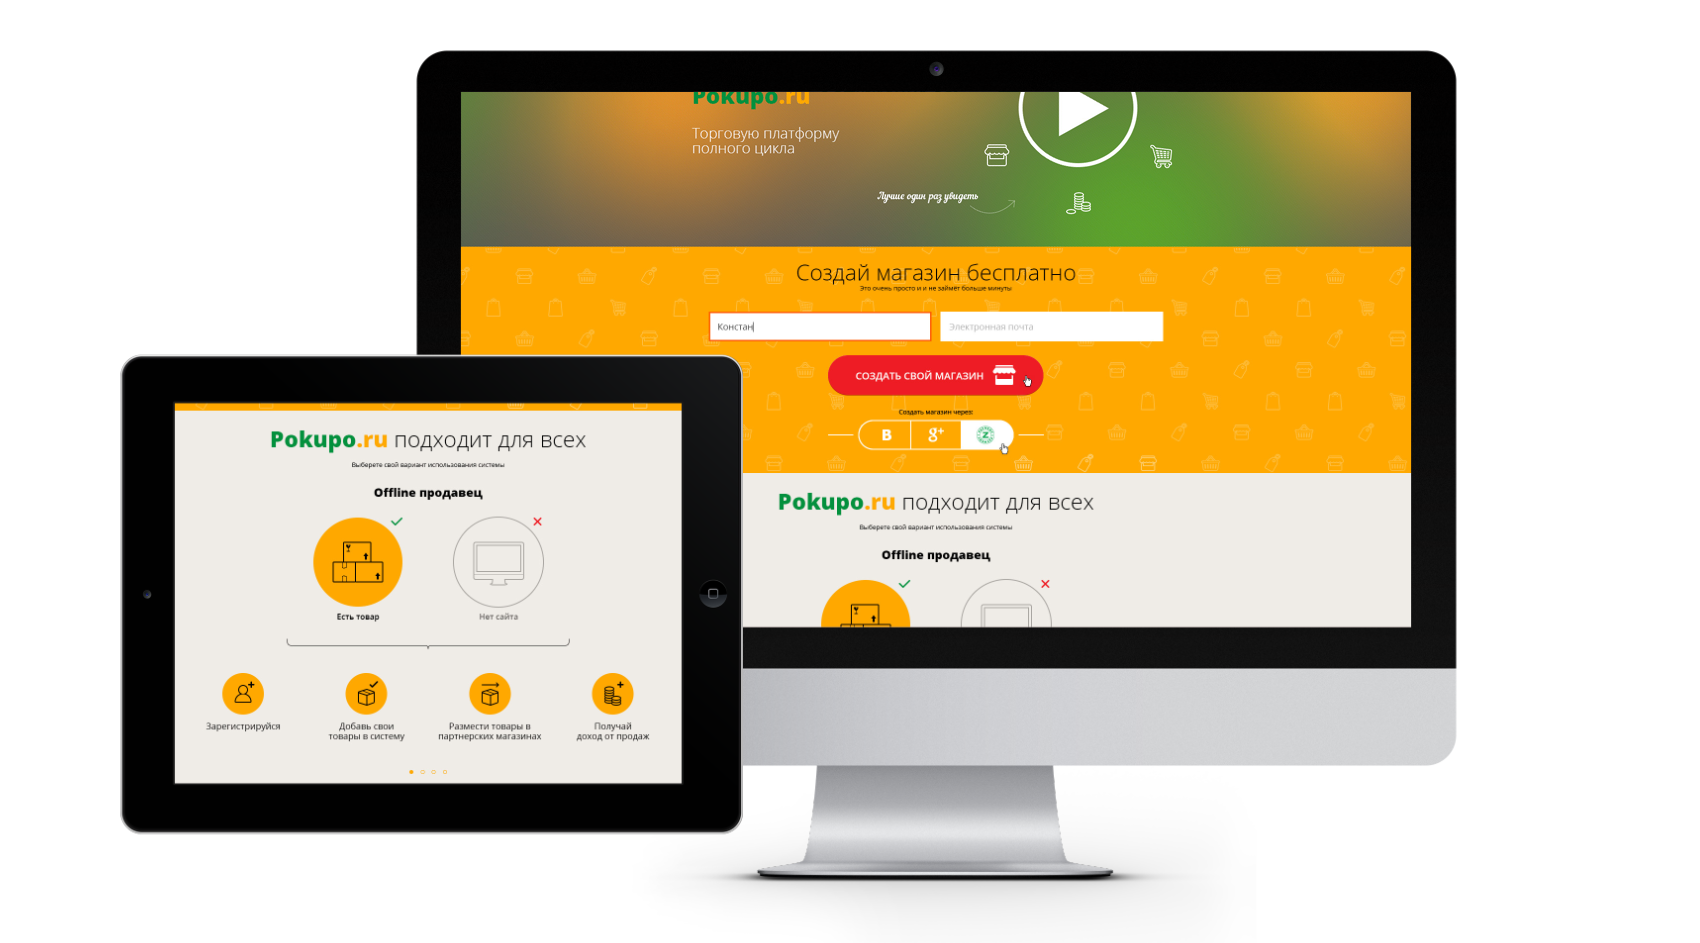 Pokupo.ru
Торговую платформу
полного цикла
Лучше один раз увидеть
Создай магазин бесплатно
Это очень просто и и не займёт больше минуты
Констан
Электронная почта
СОЗДАТЬ СВОЙ МАГАЗИН
Создать магазин через:
B g+ Z
Pokupo.ru подходит для всех
Выберете свой вариант использования системы
Offline продавец
Pokupo.ru подходит для всех
Выберете свой вариант использования системы
Offline продавец
Есть товар
Нет сайта
Зарегистрируйся
Добавь свои
товары в систему
Размести товары в
партнерских магазинах
Получай
доход от продаж